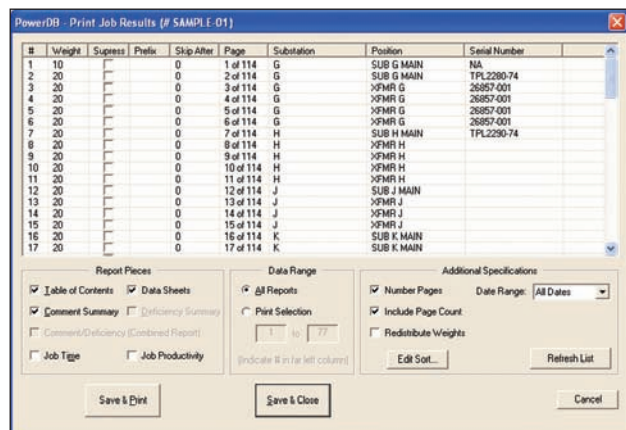 PowerDB - Print Job Results (# SAMPLE-01)
# Weight Supress Prefix Skip After Page Substation Position Serial Number
1 10 0 1 of 114 G SUB G MAIN NA
2 20 0 2 of 114 G SUB G MAIN TPL2280-74
3 20 0 3 of 114 G XFMR G 26857-001
4 20 0 4 of 114 G XFMR G 26857-001
5 20 0 5 of 114 G XFMR G 26857-001
6 20 0 6 of 114 G XFMR G 26857-001
7 20 0 7 of 114 H SUB H MAIN TPL2290-74
8 20 0 8 of 114 H XFMR H
9 20 0 9 of 114 H XFMR H
10 20 0 10 of 114 H XFMR H
11 20 0 11 of 114 H XFMR H
12 20 0 12 of 114 J SUB J MAIN
13 20 0 13 of 114 J XFMR J
14 20 0 14 of 114 J XFMR J
15 20 0 15 of 114 J XFMR J
16 20 0 16 of 114 K SUB K MAIN
17 20 0 17 of 114 K SUB K MAIN
Report Pieces Data Range Additional Specifications
Table of Contents Data Sheets All Reports Number Pages Date Range: All Dates
Comment Summary Deficiency Summary Print Selection Include Page Count
Comment/Deficiency (Combined Report) 1 to 77 Redistribute Weights
Job Time Job Productivity (Indicate # in far left column) Edit Sort... Refresh List
Save & Print Save & Close Cancel